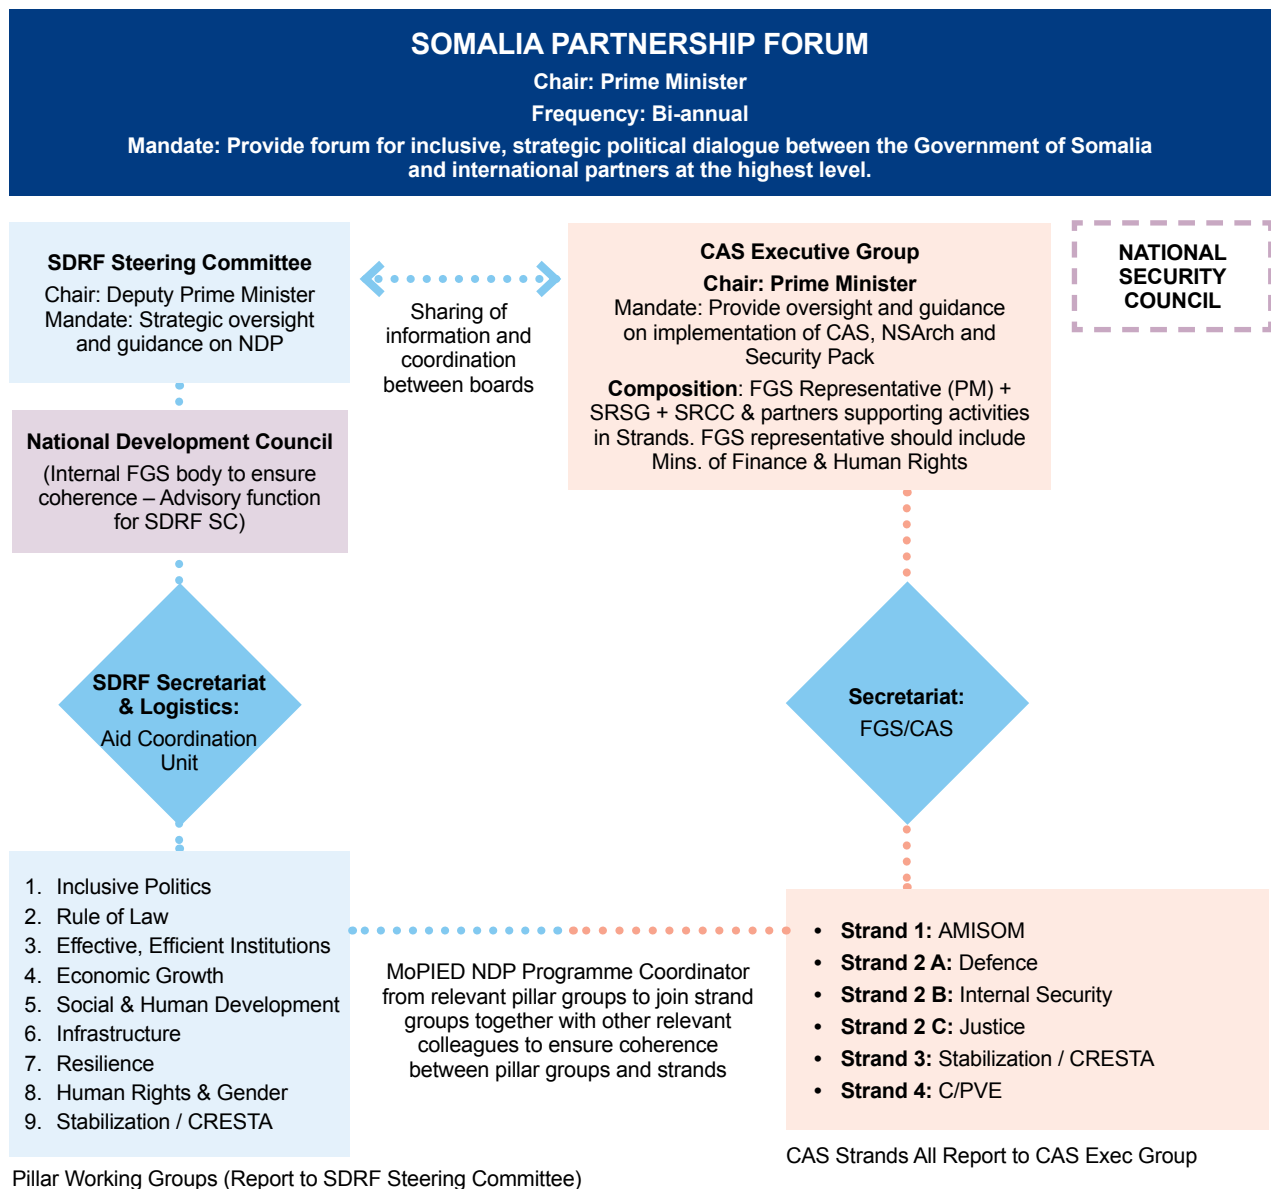 SOMALIA PARTNERSHIP FORUM
Chair: Prime Minister
Frequency: Bi-annual
Mandate: Provide forum for inclusive, strategic political dialogue between the Government of Somalia
and international partners at the highest level.
SDRF Steering Committee
Chair: Deputy Prime Minister
Mandate: Strategic oversight
and guidance on NDP
Sharing of
information and
coordination
between boards
CAS Executive Group
Chair: Prime Minister
Mandate: Provide oversight and guidance
on implementation of CAS, NSArch and
Security Pack
Composition: FGS Representative (PM) +
SRSG + SRCC & partners supporting activities
in Strands. FGS representative should include
Mins. of Finance & Human Rights
NATIONAL
SECURITY
COUNCIL
National Development Council
(Internal FGS body to ensure
coherence – Advisory function
for SDRF SC)
SDRF Secretariat
& Logistics:
Aid Coordination
Unit
Secretariat:
FGS/CAS
1. Inclusive Politics
2. Rule of Law
3. Effective, Efficient Institutions
4. Economic Growth
5. Social & Human Development
6. Infrastructure
7. Resilience
8. Human Rights & Gender
9. Stabilization / CRESTA
Pillar Working Groups (Report to SDRF Steering Committee)
MoPIED NDP Programme Coordinator
from relevant pillar groups to join strand
groups together with other relevant
colleagues to ensure coherence
between pillar groups and strands
• Strand 1: AMISOM
• Strand 2 A: Defence
• Strand 2 B: Internal Security
• Strand 2 C: Justice
• Strand 3: Stabilization / CRESTA
• Strand 4: C/PVE
CAS Strands All Report to CAS Exec Group